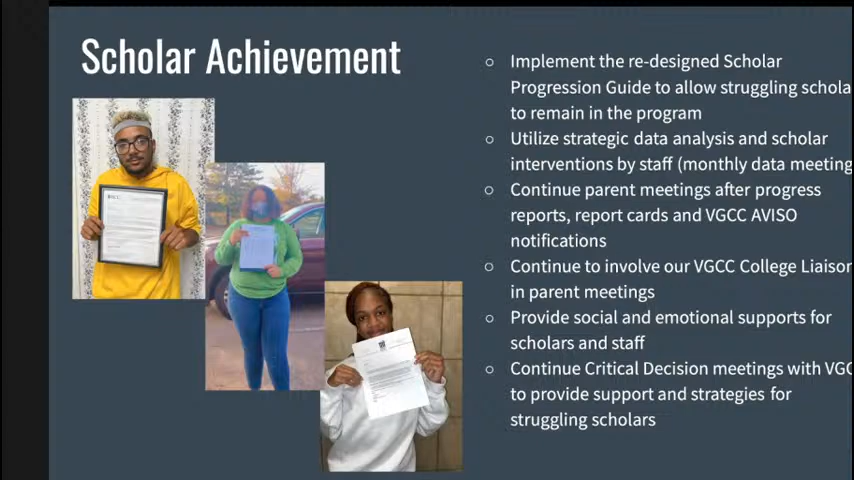 Scholar Achievement
○ Implement the re-designed Scholar
Progression Guide to allow struggling schola
to remain in the program
○ Utilize strategic data analysis and scholar
interventions by staff (monthly data meeting
○ Continue parent meetings after progress
reports, report cards and VGCC AVISO
notifications
○ Continue to involve our VGCC College Liaison
in parent meetings
○ Provide social and emotional supports for
scholars and staff
○ Continue Critical Decision meetings with VGC
to provide support and strategies for
struggling scholars